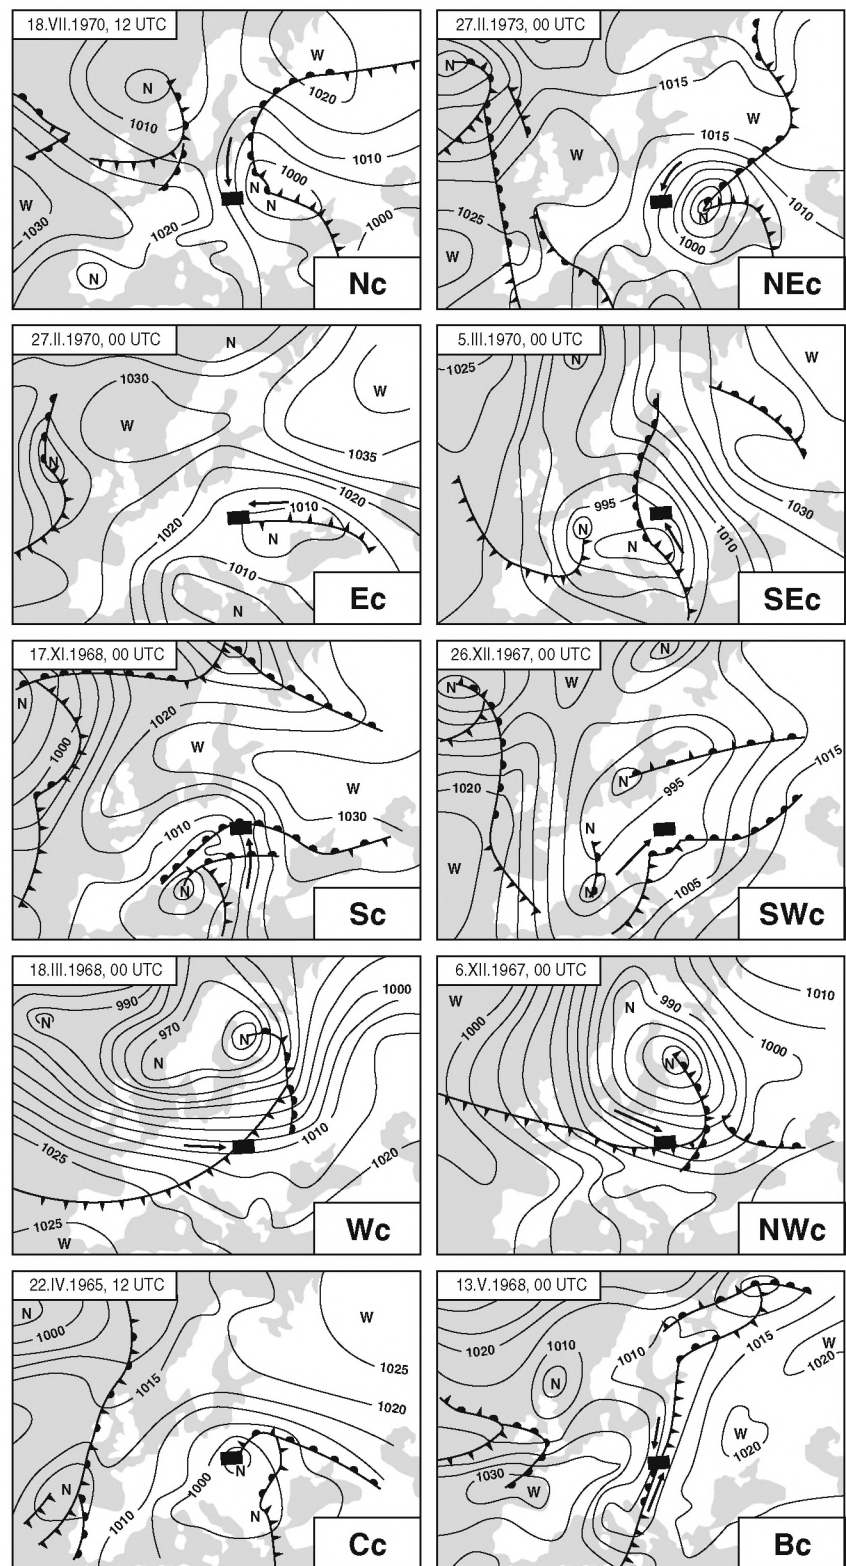 18.VII.1970, 12 UTC
W
N
1020
1010
1010
1000
N
N
W
1030
1020
1000
N
Nc
27.II.1973, 00 UTC
N
1015
W
1015
W
1025
1010
N
1000
W
NEc
27.II.1970, 00 UTC
N
1030
W
W
N
1035
1020
1010
1020
N
1010
N
Ec
5.III.1970, 00 UTC
N
W
1025
995
1030
N
N
1010
SEc
17.XI.1968, 00 UTC
N
1020
1000
W
W
1030
1010
N
Sc
26.XII.1967, 00 UTC
N
N
W
1015
N
1020
995
N
W
N
1005
SWc
18.III.1968, 00 UTC
990
1000
N
970
N
N
1010
1025
1020
1025
W
Wc
6.XII.1967, 00 UTC
W
990
1010
N
1000
1000
N
NWc
22.IV.1965, 12 UTC
N
1000
W
1025
1015
1020
N
N
1000
1010
N
Cc
13.V.1968, 00 UTC
1020
1010
1010
1015
W
1020
N
W
1020
1030
W
Bc